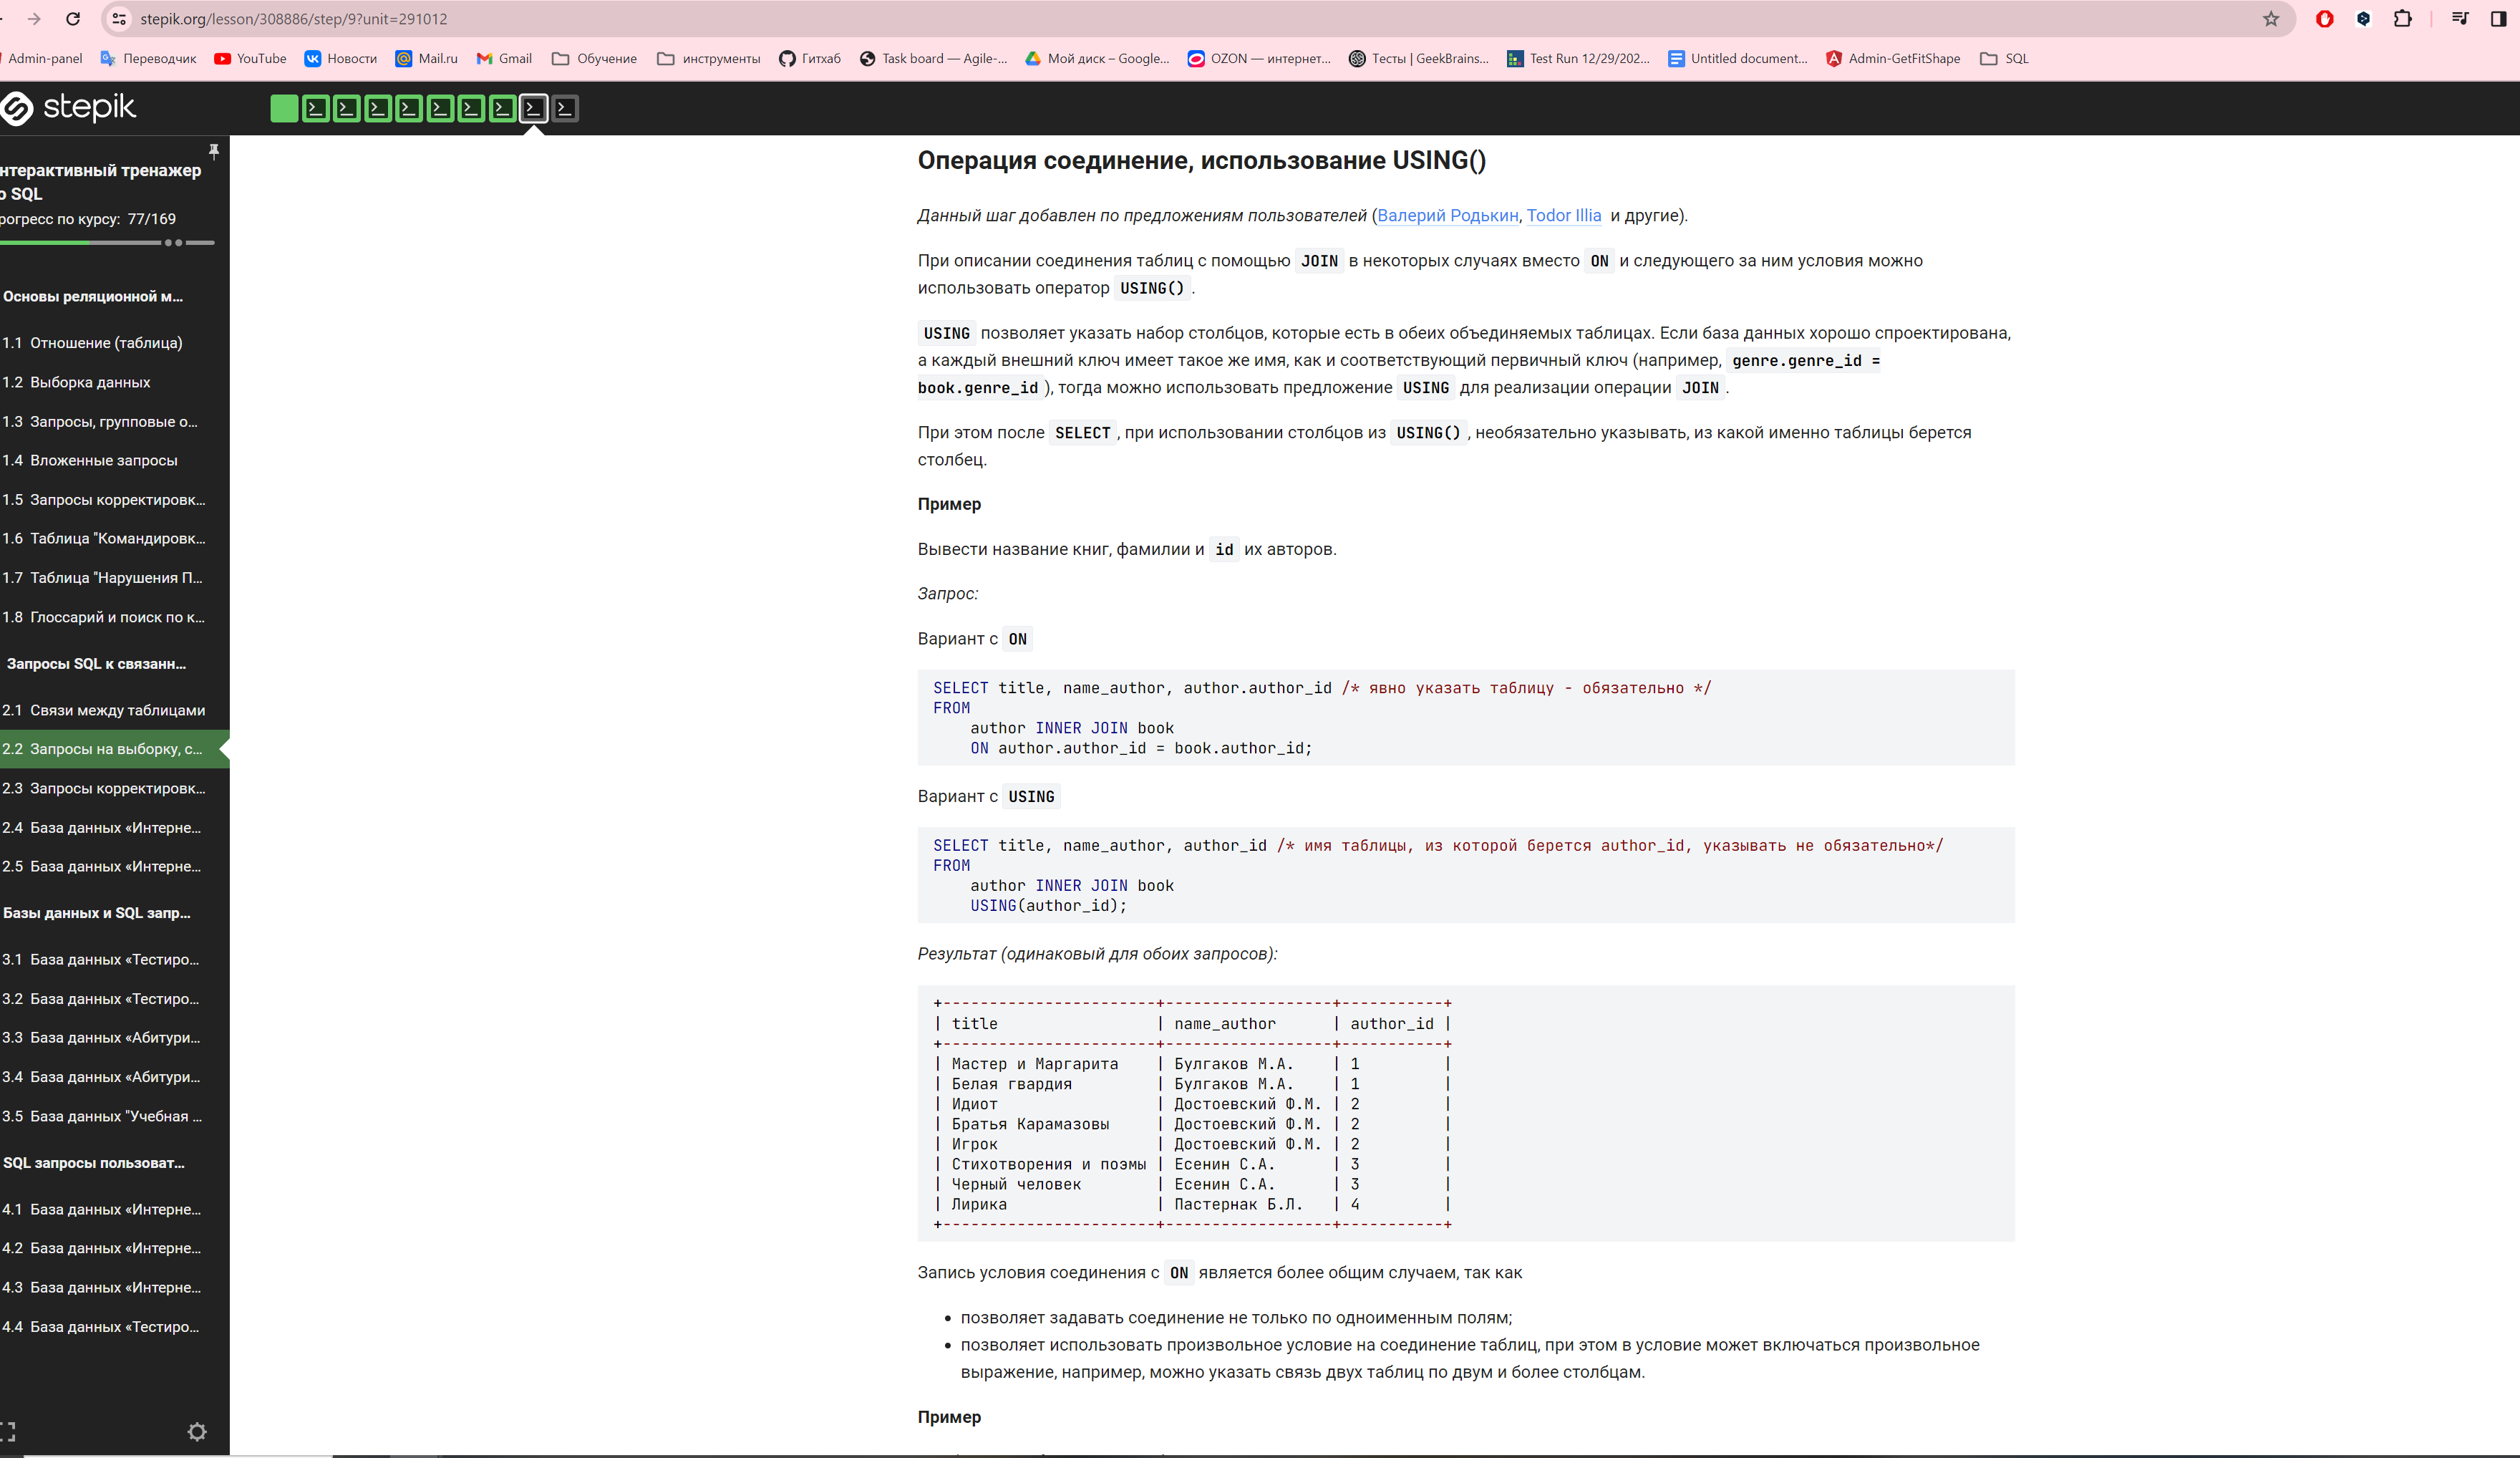 stepik.org/lesson/308886/step/9?unit=291012
Admin-panel Переводчик YouTube Новости Mail.ru Gmail Обучение инструменты Гитхаб Task board — Agile-... Мой диск – Google... OZON — интернет... Тесты | GeekBrains... Test Run 12/29/202... Untitled document... Admin-GetFitShape SQL
stepik
нтерактивный тренажер
о SQL
рогресс по курсу: 77/169
Основы реляционной м...
1.1 Отношение (таблица)
1.2 Выборка данных
1.3 Запросы, групповые о...
1.4 Вложенные запросы
1.5 Запросы корректировк...
1.6 Таблица "Командировк...
1.7 Таблица "Нарушения П...
1.8 Глоссарий и поиск по к...
Запросы SQL к связанн...
2.1 Связи между таблицами
2.2 Запросы на выборку, с...
2.3 Запросы корректировк...
2.4 База данных «Интерне...
2.5 База данных «Интерне...
Базы данных и SQL запр...
3.1 База данных «Тестиро...
3.2 База данных «Тестиро...
3.3 База данных «Абитури...
3.4 База данных «Абитури...
3.5 База данных "Учебная ...
SQL запросы пользоват...
4.1 База данных «Интерне...
4.2 База данных «Интерне...
4.3 База данных «Интерне...
4.4 База данных «Тестиро...
Операция соединение, использование USING()
Данный шаг добавлен по предложениям пользователей (Валерий Родькин, Todor Illia и другие).
При описании соединения таблиц с помощью JOIN в некоторых случаях вместо ON и следующего за ним условия можно
использовать оператор USING().
USING позволяет указать набор столбцов, которые есть в обеих объединяемых таблицах. Если база данных хорошо спроектирована,
а каждый внешний ключ имеет такое же имя, как и соответствующий первичный ключ (например, genre.genre_id =
book.genre_id), тогда можно использовать предложение USING для реализации операции JOIN.
При этом после SELECT, при использовании столбцов из USING(), необязательно указывать, из какой именно таблицы берется
столбец.
Пример
Вывести название книг, фамилии и id их авторов.
Запрос:
Вариант с ON
SELECT title, name_author, author.author_id /* явно указать таблицу - обязательно */
FROM
    author INNER JOIN book
    ON author.author_id = book.author_id;
Вариант с USING
SELECT title, name_author, author_id /* имя таблицы, из которой берется author_id, указывать не обязательно*/
FROM
    author INNER JOIN book
    USING(author_id);
Результат (одинаковый для обоих запросов):
+-----------------------+------------------+-----------+
| title                 | name_author      | author_id |
+-----------------------+------------------+-----------+
| Мастер и Маргарита    | Булгаков М.А.    | 1         |
| Белая гвардия         | Булгаков М.А.    | 1         |
| Идиот                 | Достоевский Ф.М. | 2         |
| Братья Карамазовы     | Достоевский Ф.М. | 2         |
| Игрок                 | Достоевский Ф.М. | 2         |
| Стихотворения и поэмы | Есенин С.А.      | 3         |
| Черный человек        | Есенин С.А.      | 3         |
| Лирика                | Пастернак Б.Л.   | 4         |
+-----------------------+------------------+-----------+
Запись условия соединения с ON является более общим случаем, так как
• позволяет задавать соединение не только по одноименным полям;
• позволяет использовать произвольное условие на соединение таблиц, при этом в условие может включаться произвольное
выражение, например, можно указать связь двух таблиц по двум и более столбцам.
Пример